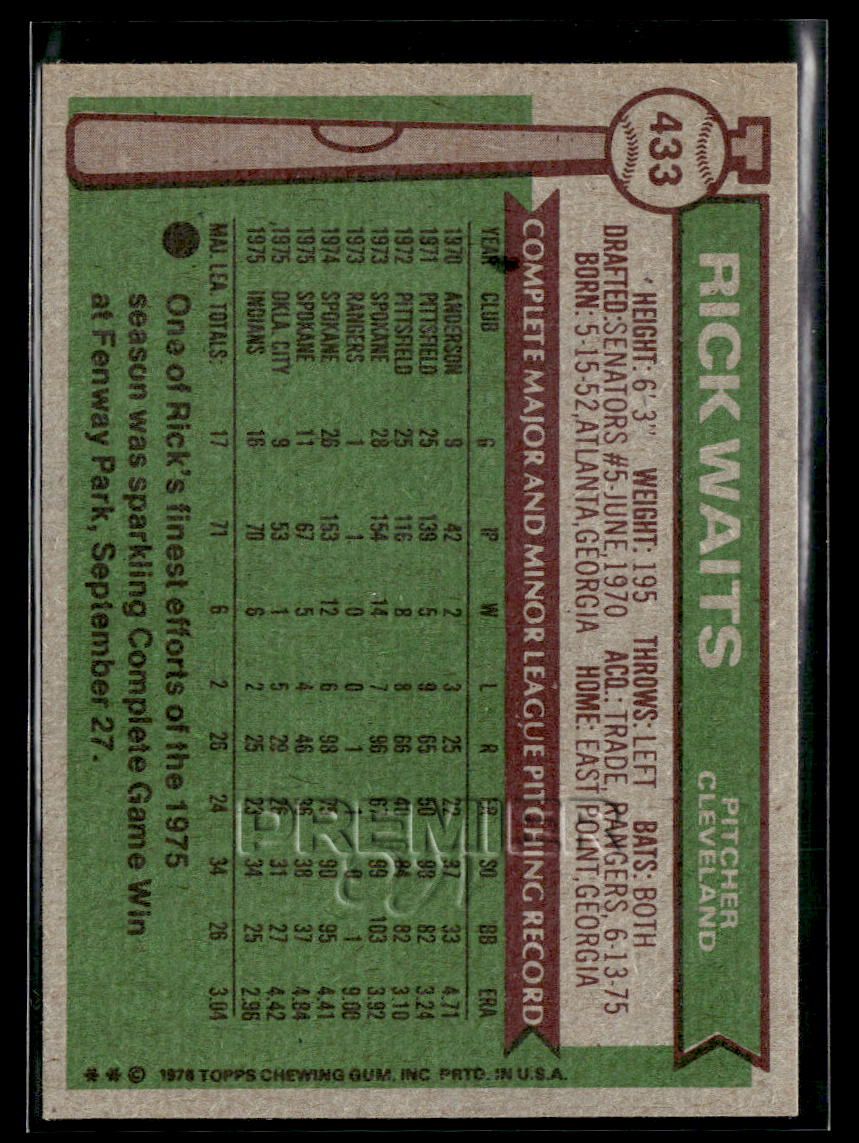 433
T
RICK WAITS
PITCHER
CLEVELAND
HEIGHT: 6'3" WEIGHT: 195 THROWS: LEFT BATS: BOTH
DRAFTED: SENATORS #5-JUNE, 1970 ACQ.: TRADE, RANGERS, 6-13-75
BORN: 5-15-52, ATLANTA, GEORGIA HOME: EAST POINT, GEORGIA
COMPLETE MAJOR AND MINOR LEAGUE PITCHING RECORD
YEAR CLUB G IP W L R ER SO BB ERA
1970 ANDERSON 9 42 2 3 25 22 37 33 4.71
1971 PITTSFIELD 25 139 5 9 65 50 98 82 3.24
1972 PITTSFIELD 25 116 8 8 66 40 84 82 3.10
1973 SPOKANE 28 154 14 7 96 67 99 103 3.92
1973 RANGERS 1 1 0 0 1 1 0 1 9.00
1974 SPOKANE 26 153 12 6 98 75 90 95 4.41
1975 SPOKANE 11 67 5 4 46 36 38 37 4.84
1975 OKLA. CITY 9 53 1 5 29 26 31 27 4.42
1975 INDIANS 16 70 6 2 25 23 34 25 2.96
MAJ. LEA. TOTALS: 17 71 6 2 26 24 34 26 3.04
One of Rick's finest efforts of the 1975
season was sparkling Complete Game Win
at Fenway Park, September 27.
* * © 1976 TOPPS CHEWING GUM, INC. PRTD. IN U.S.A.
PREMIER